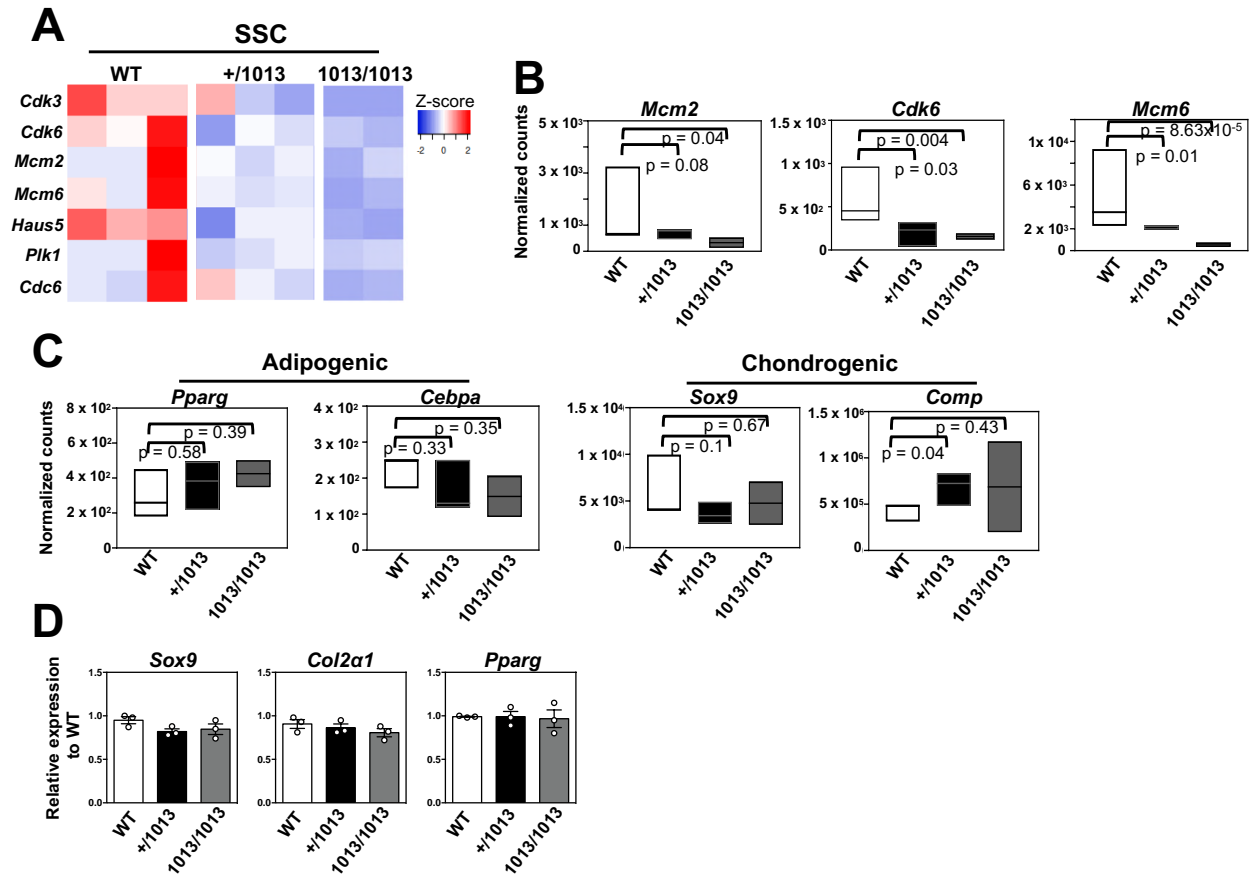 A
SSC
WT +/1013 1013/1013
Cdk3
Cdk6
Mcm2
Mcm6
Haus5
Plk1
Cdc6
Z-score
-2 0 2
B
Normalized counts
Mcm2
5 x 10³
3 x 10³
1 x 10³
0
p = 0.04
p = 0.08
WT
+/1013
1013/1013
Cdk6
1.5 x 10³
1 x 10³
5 x 10²
0
p = 0.004
p = 0.03
WT
+/1013
1013/1013
Mcm6
1 x 10⁴
6 x 10³
2 x 10³
0
p = 8.63x10⁻⁵
p = 0.01
WT
+/1013
1013/1013
C
Adipogenic
Normalized counts
Pparg
8 x 10²
6 x 10²
4 x 10²
2 x 10²
0
p = 0.39
p = 0.58
WT
+/1013
1013/1013
Cebpa
4 x 10²
3 x 10²
2 x 10²
1 x 10²
0
p = 0.35
p = 0.33
WT
+/1013
1013/1013
Chondrogenic
Sox9
1.5 x 10⁴
1 x 10⁴
5 x 10³
0
p = 0.67
p = 0.1
WT
+/1013
1013/1013
Comp
1.5 x 10⁶
1 x 10⁶
5 x 10⁵
0
p = 0.43
p = 0.04
WT
+/1013
1013/1013
D
Relative expression
to WT
Sox9
1.5
1.0
0.5
0.0
WT
+/1013
1013/1013
Col2α1
1.5
1.0
0.5
0.0
WT
+/1013
1013/1013
Pparg
1.5
1.0
0.5
0.0
WT
+/1013
1013/1013